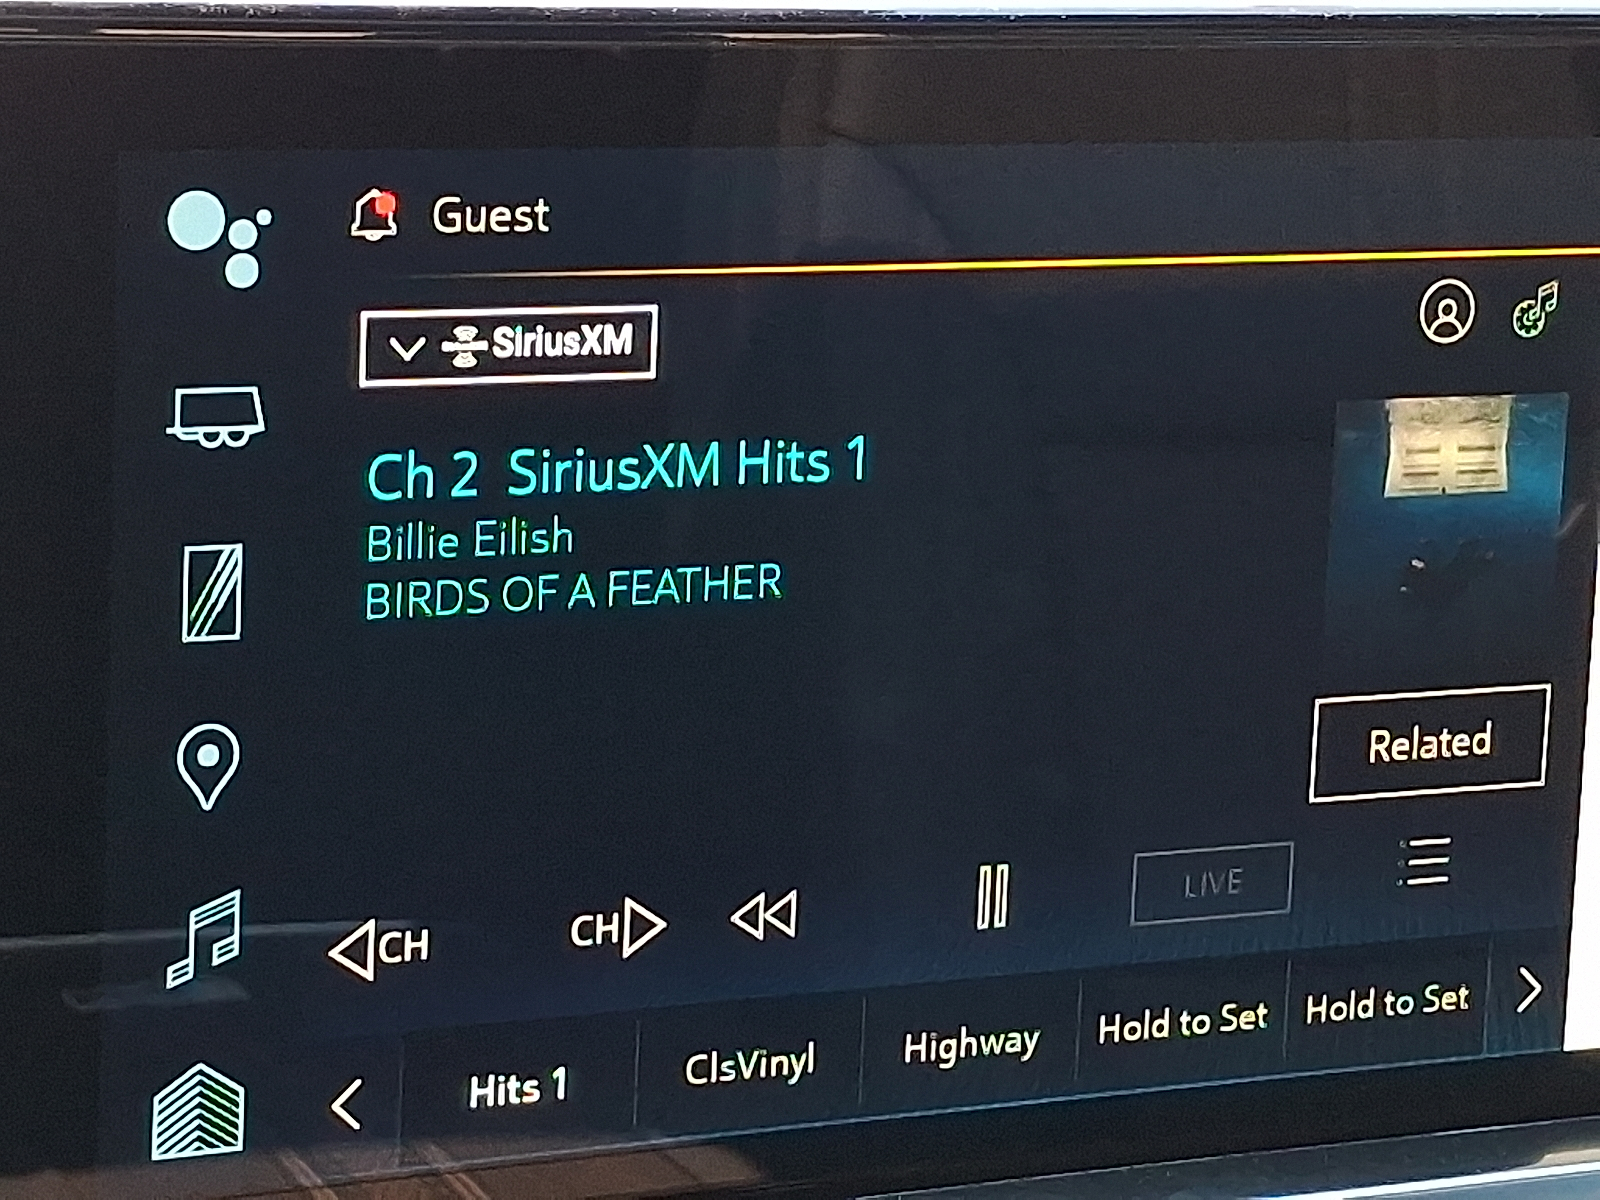 Guest
SiriusXM
Ch 2 SiriusXM Hits 1
Billie Eilish
BIRDS OF A FEATHER
Related
CH
CH
LIVE
Hits 1
ClsVinyl
Highway
Hold to Set
Hold to Set